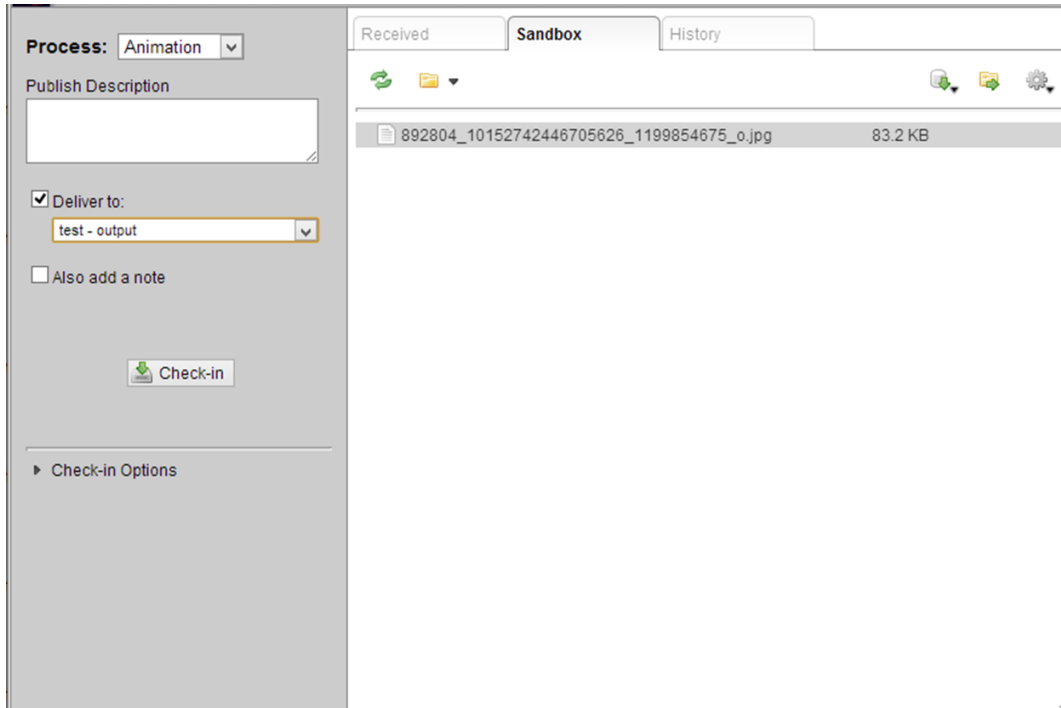 Process: Animation
Publish Description
Deliver to:
test - output
Also add a note
Check-in
Check-in Options
Received Sandbox History
892804_10152742446705626_1199854675_o.jpg 83.2 KB